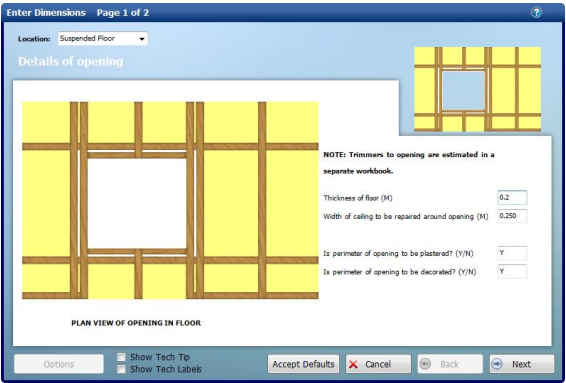 Enter Dimensions Page 1 of 2
?
Location: Suspended Floor
Details of opening
NOTE: Trimmers to opening are estimated in a
separate workbook.
Thickness of floor (M) 0.2
Width of ceiling to be repaired around opening (M) 0.250
Is perimeter of opening to be plastered? (Y/N) Y
Is perimeter of opening to be decorated? (Y/N) Y
PLAN VIEW OF OPENING IN FLOOR
Options
Show Tech Tip
Show Tech Labels
Accept Defaults
Cancel
Back
Next